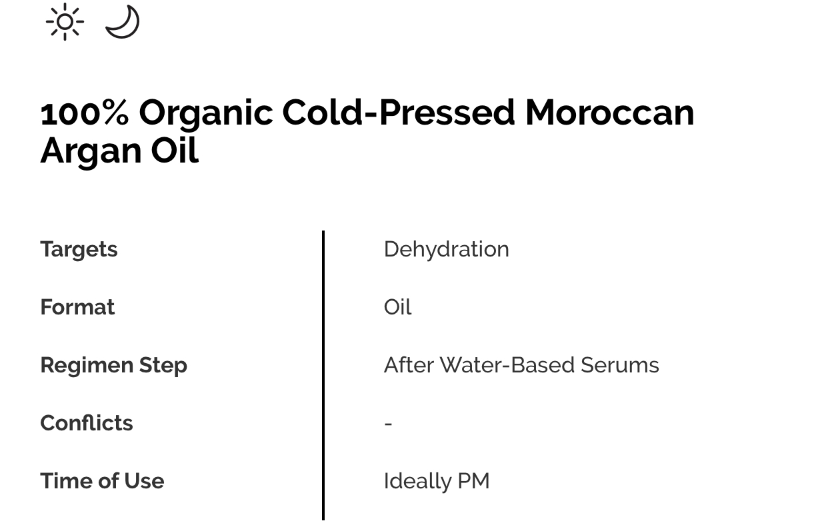 100% Organic Cold-Pressed Moroccan
Argan Oil
Targets Dehydration
Format Oil
Regimen Step After Water-Based Serums
Conflicts -
Time of Use Ideally PM